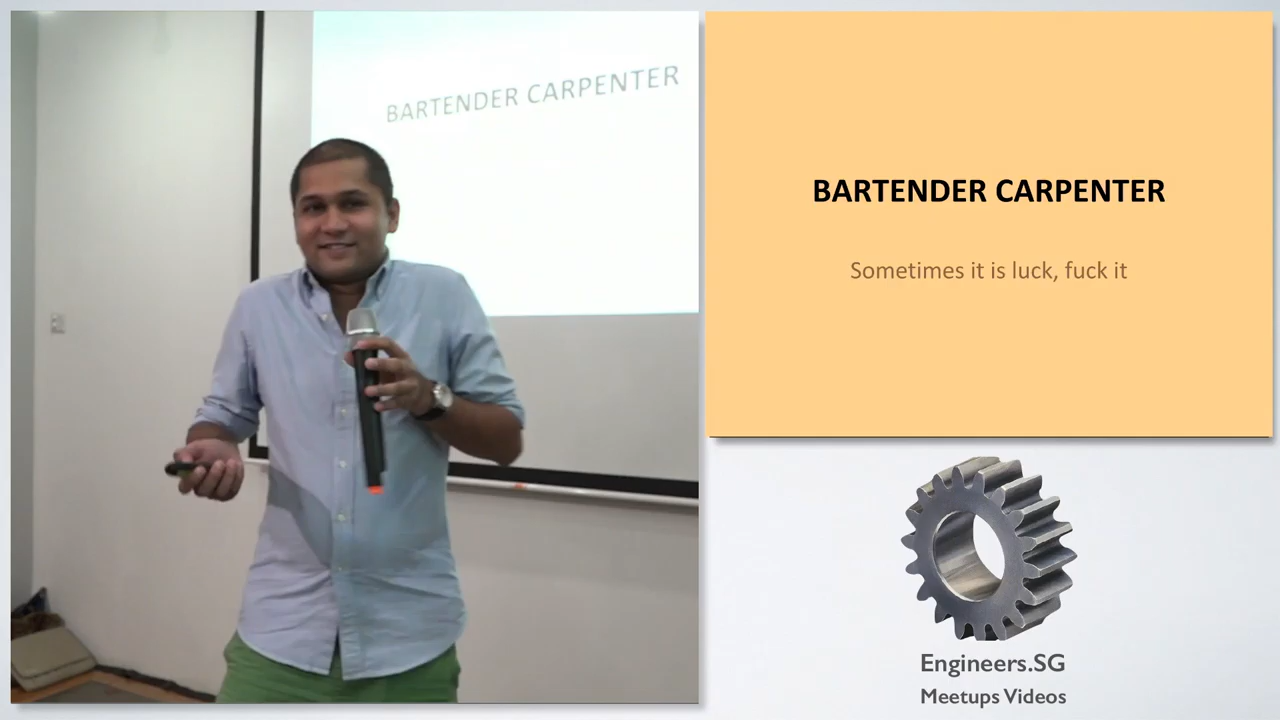 BARTENDER CARPENTER
BARTENDER CARPENTER
Sometimes it is luck, fuck it
Engineers.SG
Meetups Videos